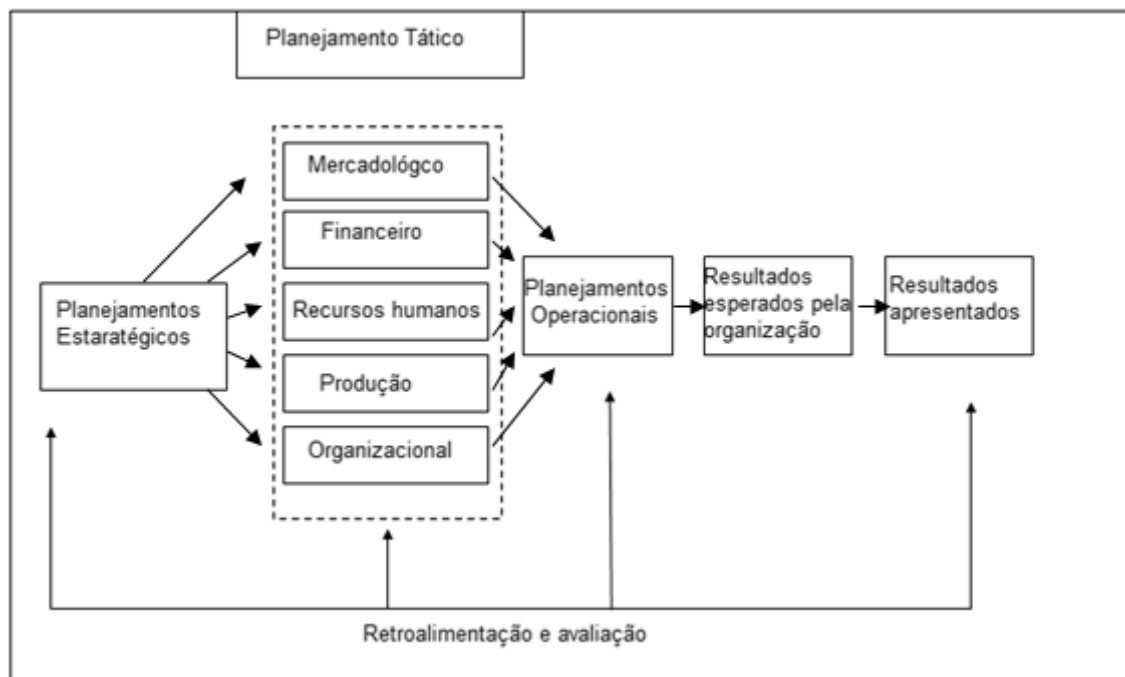 Planejamento Tático
Mercadológco
Financeiro
Recursos humanos
Produção
Organizacional
Planejamentos
Estaratégicos
Planejamentos
Operacionais
Resultados
esperados pela
organização
Resultados
apresentados
Retroalimentação e avaliação